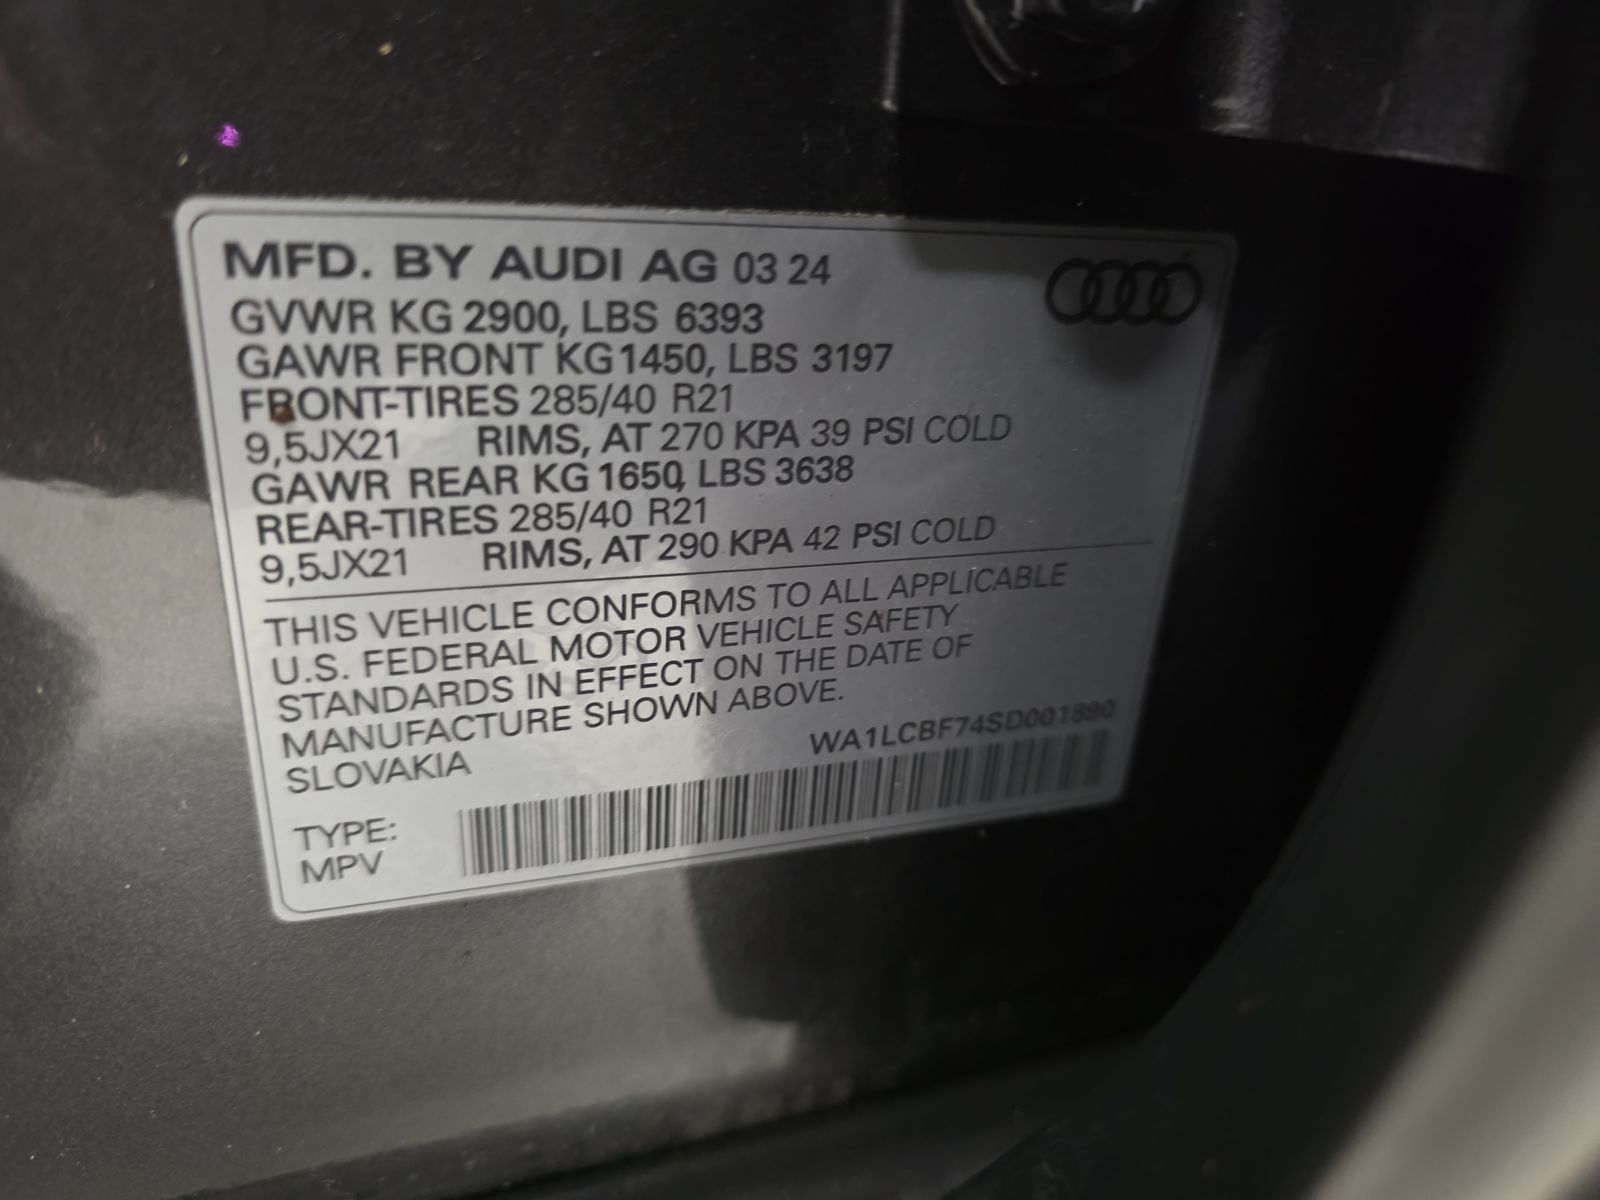 MFD. BY AUDI AG 03 24
GVWR KG 2900, LBS 6393
GAWR FRONT KG 1450, LBS 3197
FRONT-TIRES 285/40 R21
9,5JX21 RIMS, AT 270 KPA 39 PSI COLD
GAWR REAR KG 1650, LBS 3638
REAR-TIRES 285/40 R21
9,5JX21 RIMS, AT 290 KPA 42 PSI COLD
THIS VEHICLE CONFORMS TO ALL APPLICABLE
U.S. FEDERAL MOTOR VEHICLE SAFETY
STANDARDS IN EFFECT ON THE DATE OF
MANUFACTURE SHOWN ABOVE.
SLOVAKIA
WA1LCBF74SD001890
TYPE:
MPV